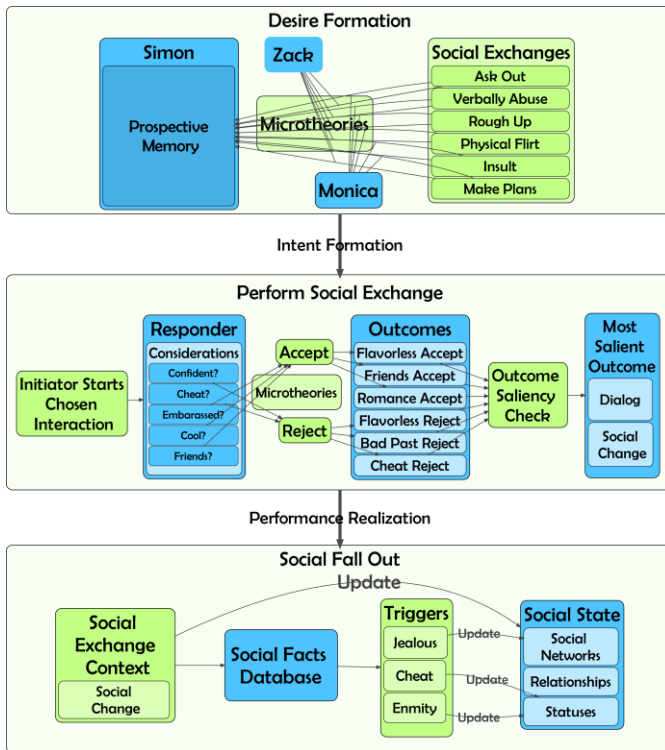 Desire Formation
Simon
Zack
Social Exchanges
Prospective
Memory
Microtheories
Monica
Ask Out
Verbally Abuse
Rough Up
Physical Flirt
Insult
Make Plans
Intent Formation
Perform Social Exchange
Initiator Starts
Chosen
Interaction
Responder
Considerations
Confident?
Cheat?
Embarassed?
Cool?
Friends?
Accept
Microtheories
Reject
Outcomes
Flavorless Accept
Friends Accept
Romance Accept
Flavorless Reject
Bad Past Reject
Cheat Reject
Outcome
Saliency
Check
Most
Salient
Outcome
Dialog
Social
Change
Performance Realization
Social Fall Out
Update
Social
Exchange
Context
Social
Change
Social Facts
Database
Triggers
Jealous
Cheat
Enmity
Update
Update
Update
Social State
Social
Networks
Relationships
Statuses